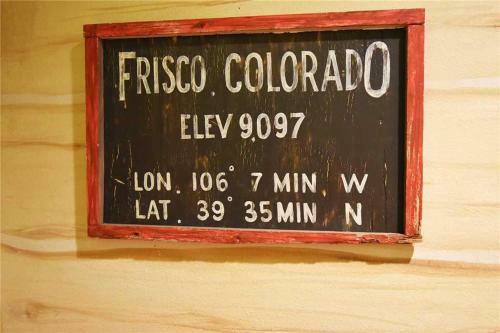 FRISCO, COLORADO
ELEV 9,097
LON. 106° 7 MIN W
LAT. 39° 35 MIN N